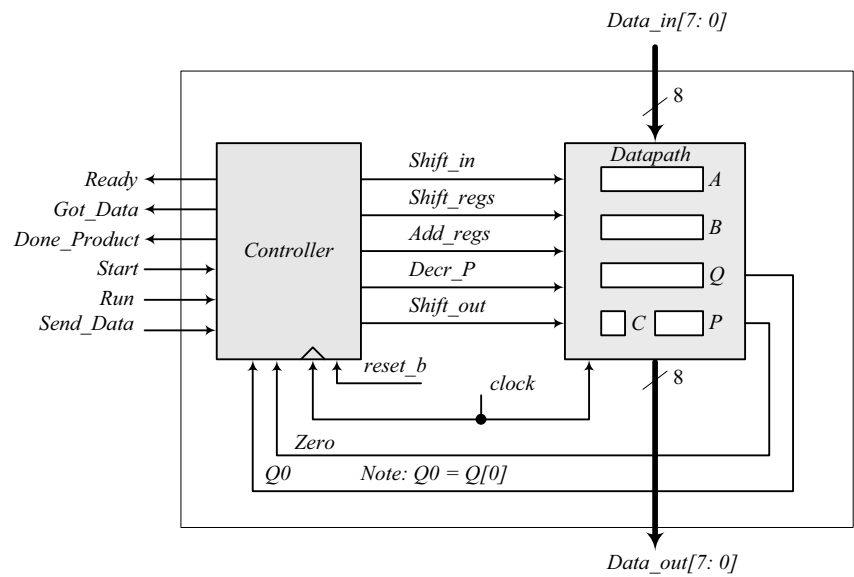 Data_in[7: 0]
8
Datapath
Shift_in
A
Ready
Shift_regs
Got_Data
B
Add_regs
Done_Product
Controller
Start
Decr_P
Q
Run
Shift_out
Send_Data
C
P
reset_b
clock
8
Zero
Q0
Note: Q0 = Q[0]
Data_out[7: 0]